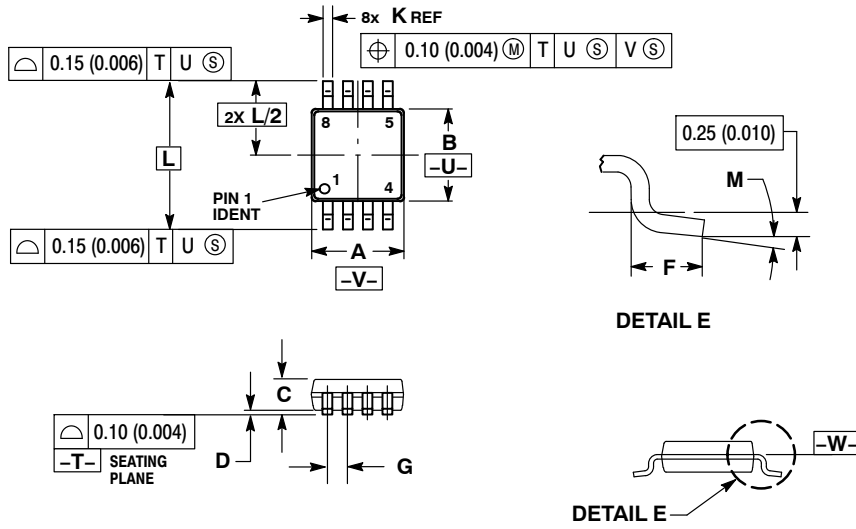 8x K REF
⌖ 0.10 (0.004) Ⓜ T U Ⓢ V Ⓢ
⌓ 0.15 (0.006) T U Ⓢ
2X L/2
8 5
B
-U-
L
0.25 (0.010)
M
PIN 1
IDENT
1 4
⌓ 0.15 (0.006) T U Ⓢ
A
-V-
F
DETAIL E
C
⌓ 0.10 (0.004)
-T- SEATING
PLANE
D
G
-W-
DETAIL E